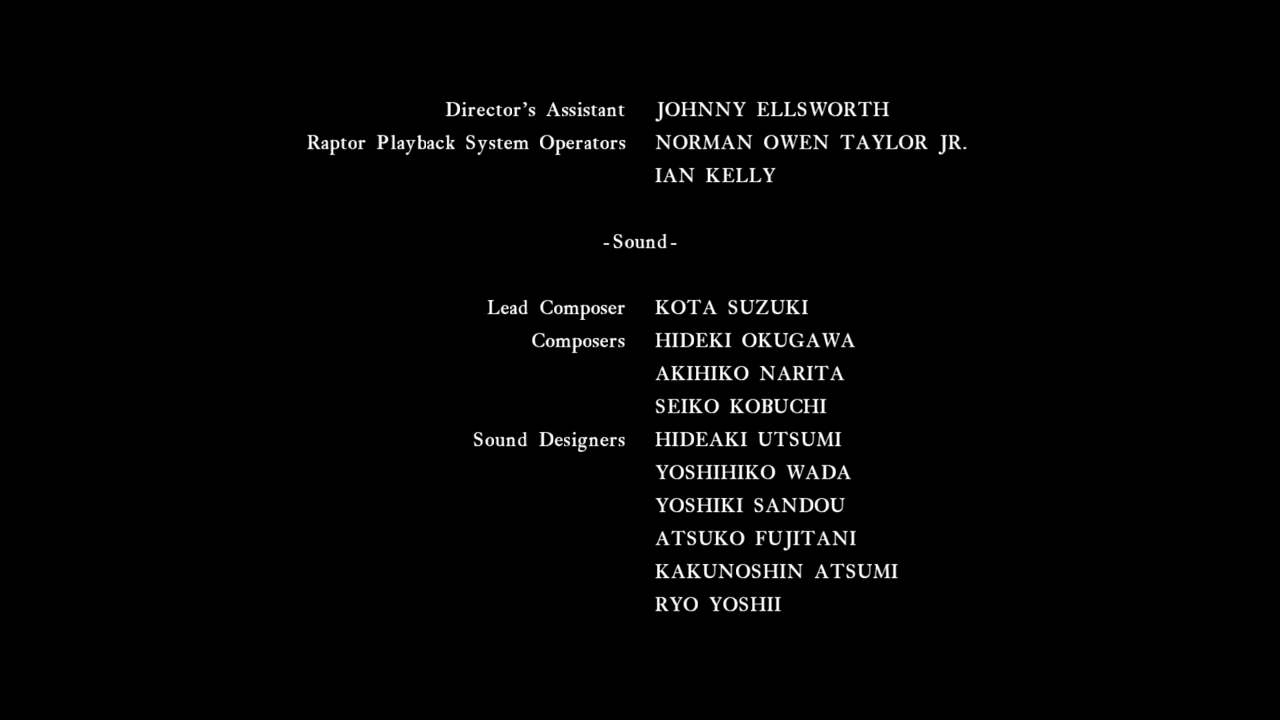 Director's Assistant JOHNNY ELLSWORTH
Raptor Playback System Operators NORMAN OWEN TAYLOR JR.
IAN KELLY
-Sound-
Lead Composer KOTA SUZUKI
Composers HIDEKI OKUGAWA
AKIHIKO NARITA
SEIKO KOBUCHI
Sound Designers HIDEAKI UTSUMI
YOSHIHIKO WADA
YOSHIKI SANDOU
ATSUKO FUJITANI
KAKUNOSHIN ATSUMI
RYO YOSHII